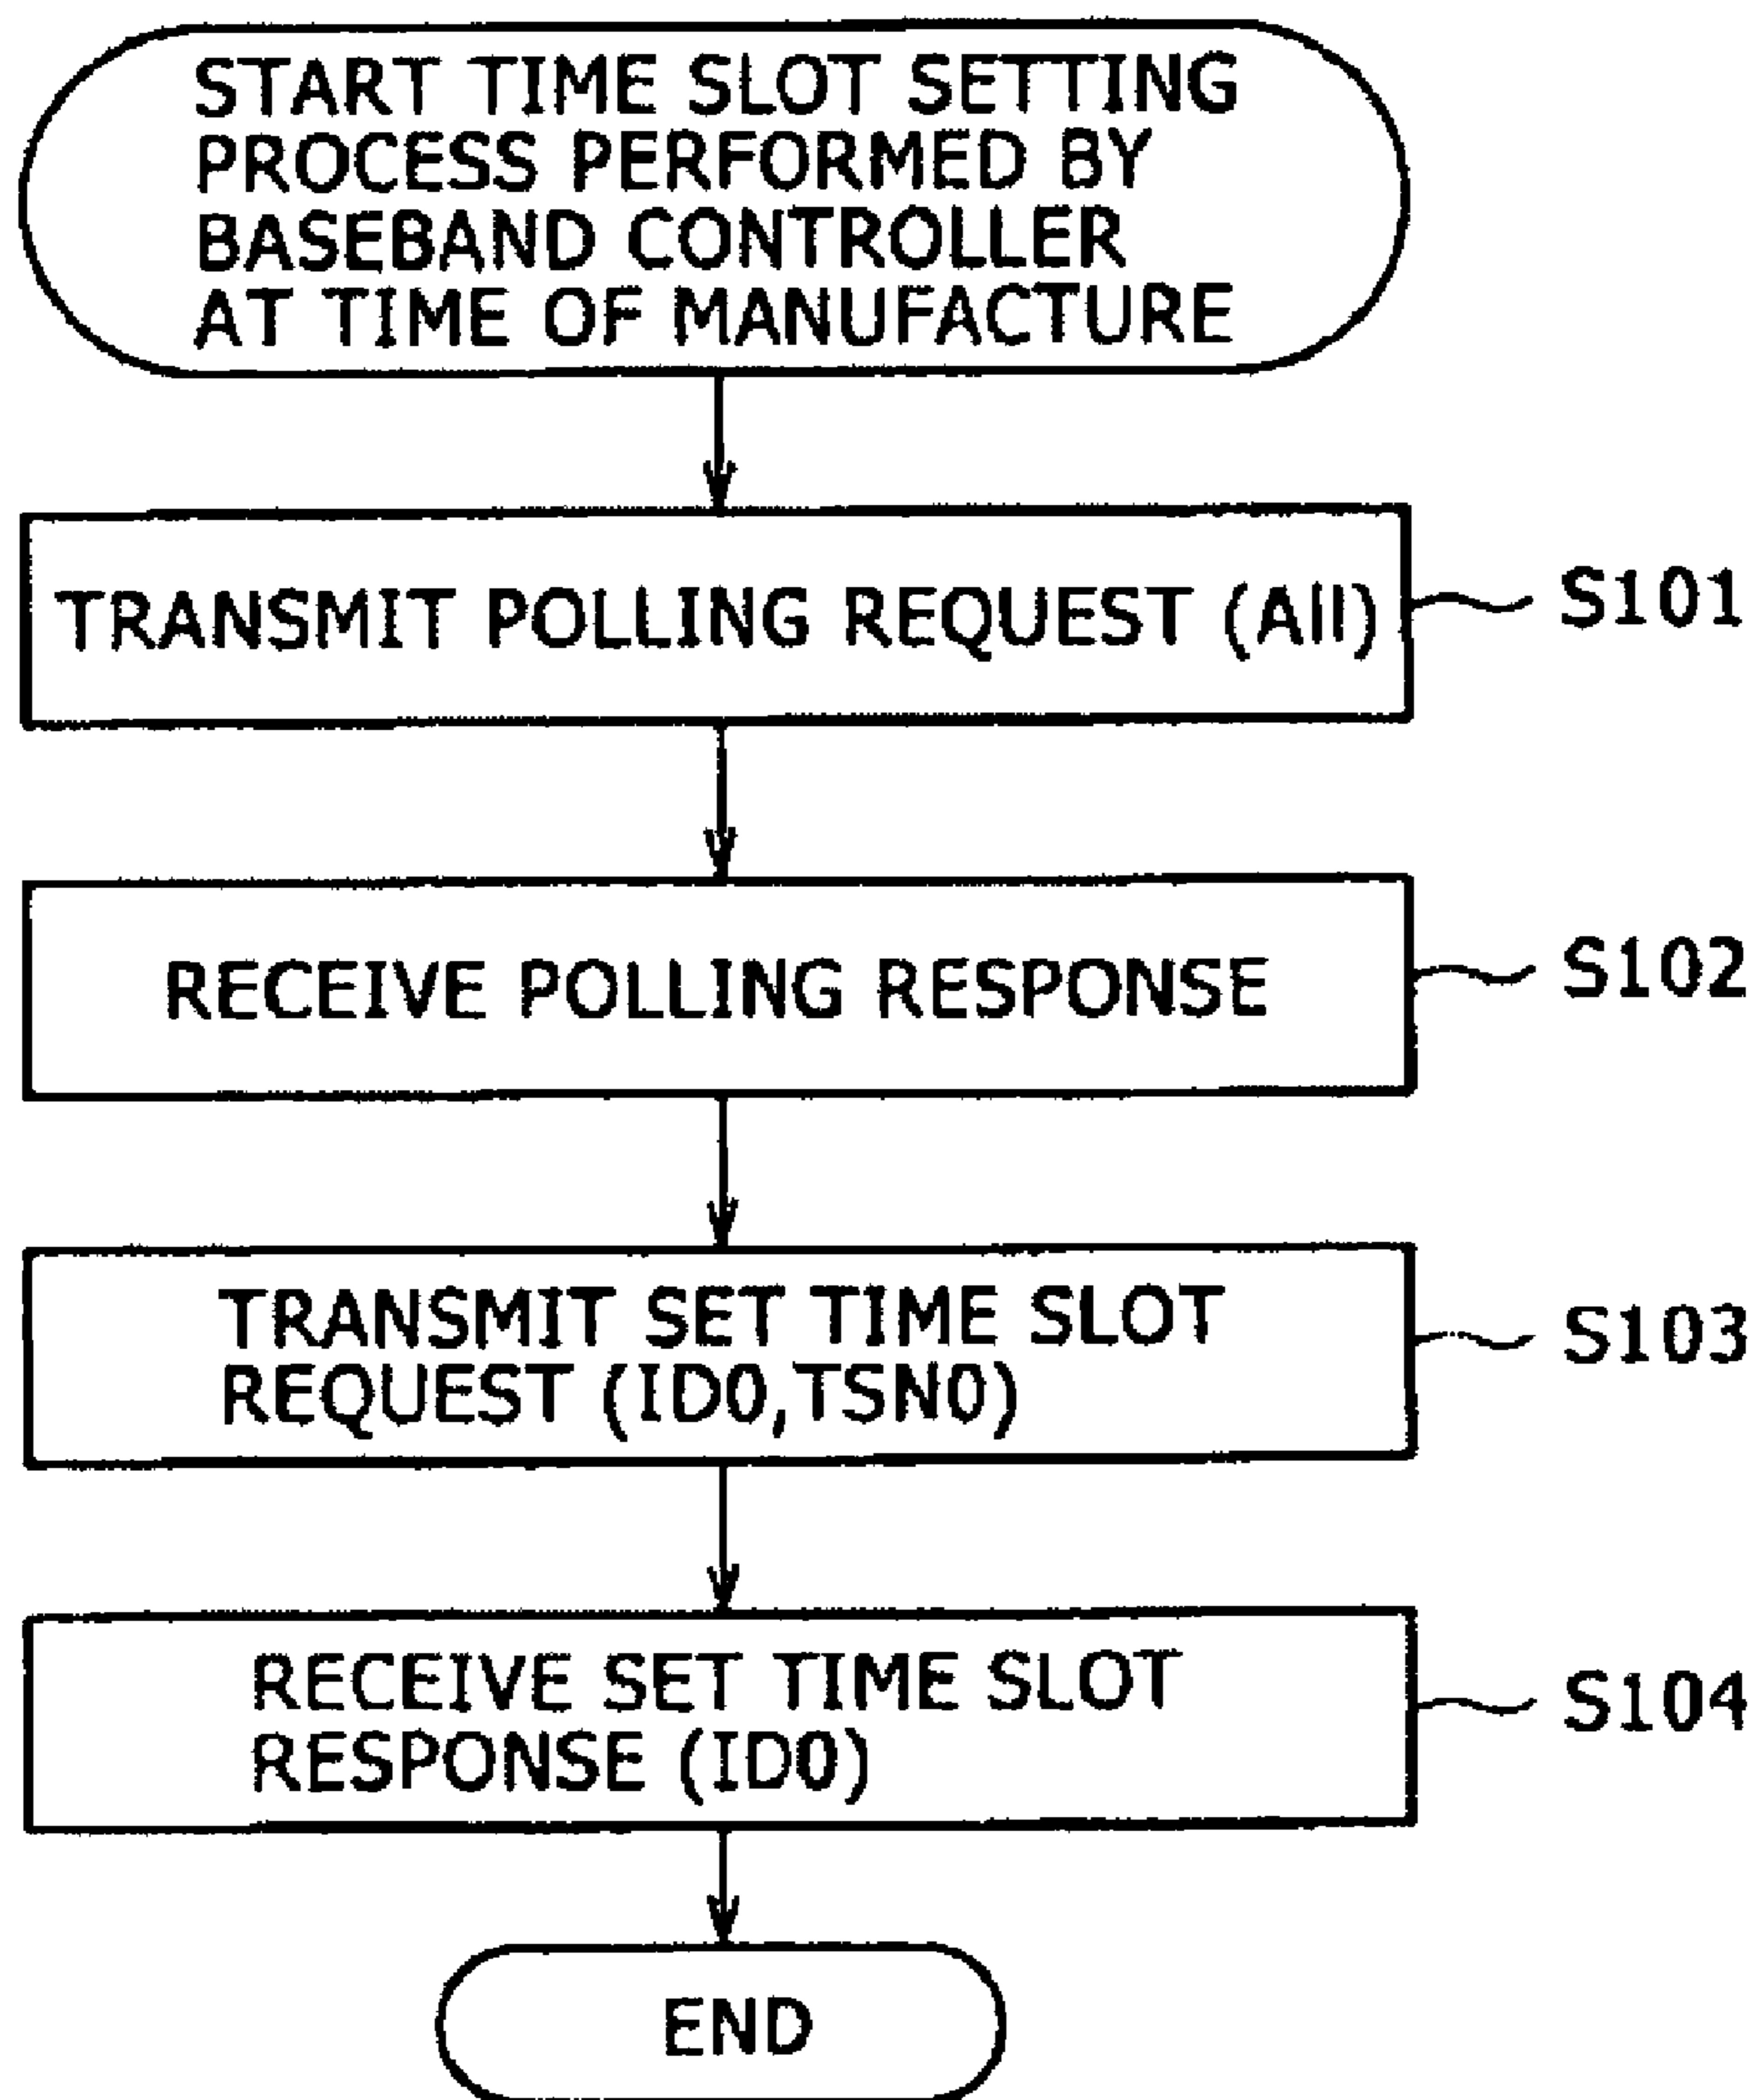 START TIME SLOT SETTING
PROCESS PERFORMED BY
BASEBAND CONTROLLER
AT TIME OF MANUFACTURE
TRANSMIT POLLING REQUEST (All)
S101
RECEIVE POLLING RESPONSE
S102
TRANSMIT SET TIME SLOT
REQUEST (ID0,TSN0)
S103
RECEIVE SET TIME SLOT
RESPONSE (ID0)
S104
END